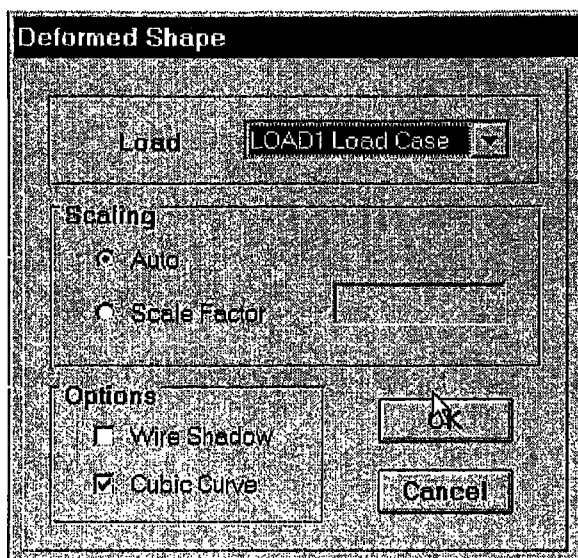 Deformed Shape
Load LOAD1 Load Case
Scaling
Auto
Scale Factor
Options
Wire Shadow
OK
Cubic Curve
Cancel